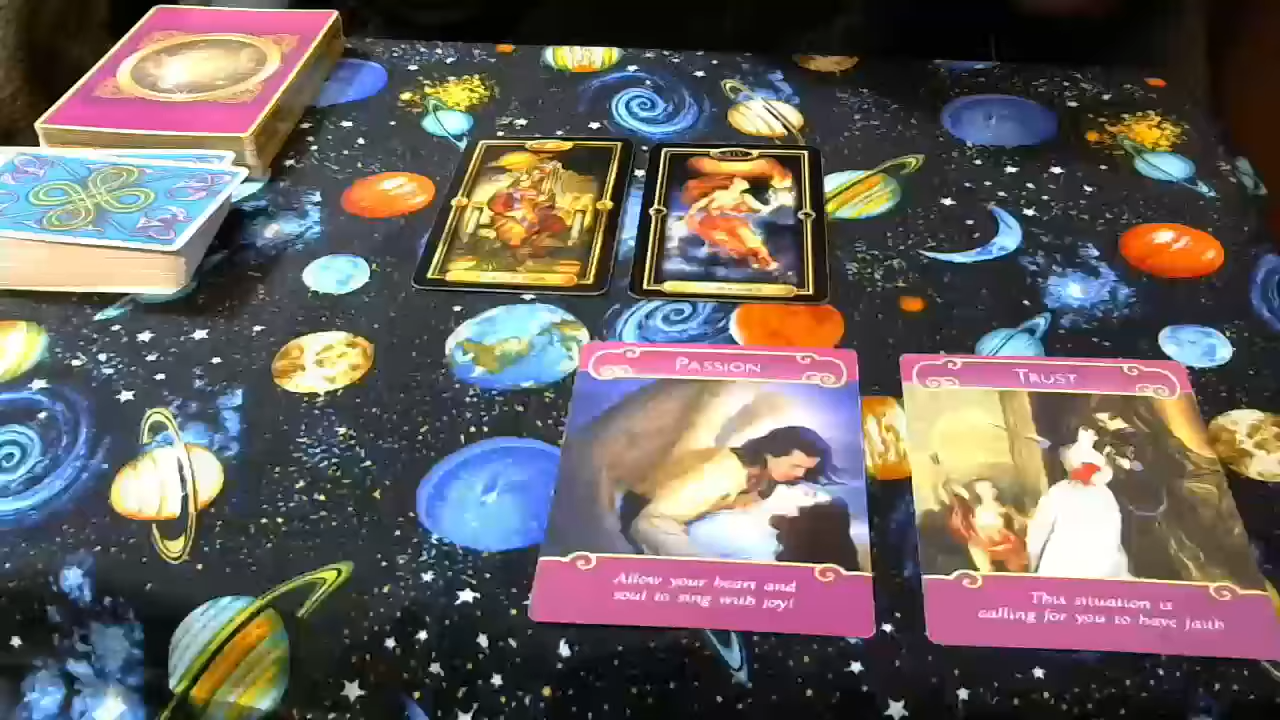 PASSION
Allow your heart and
soul to sing with joy!
TRUST
This situation is
calling for you to have faith